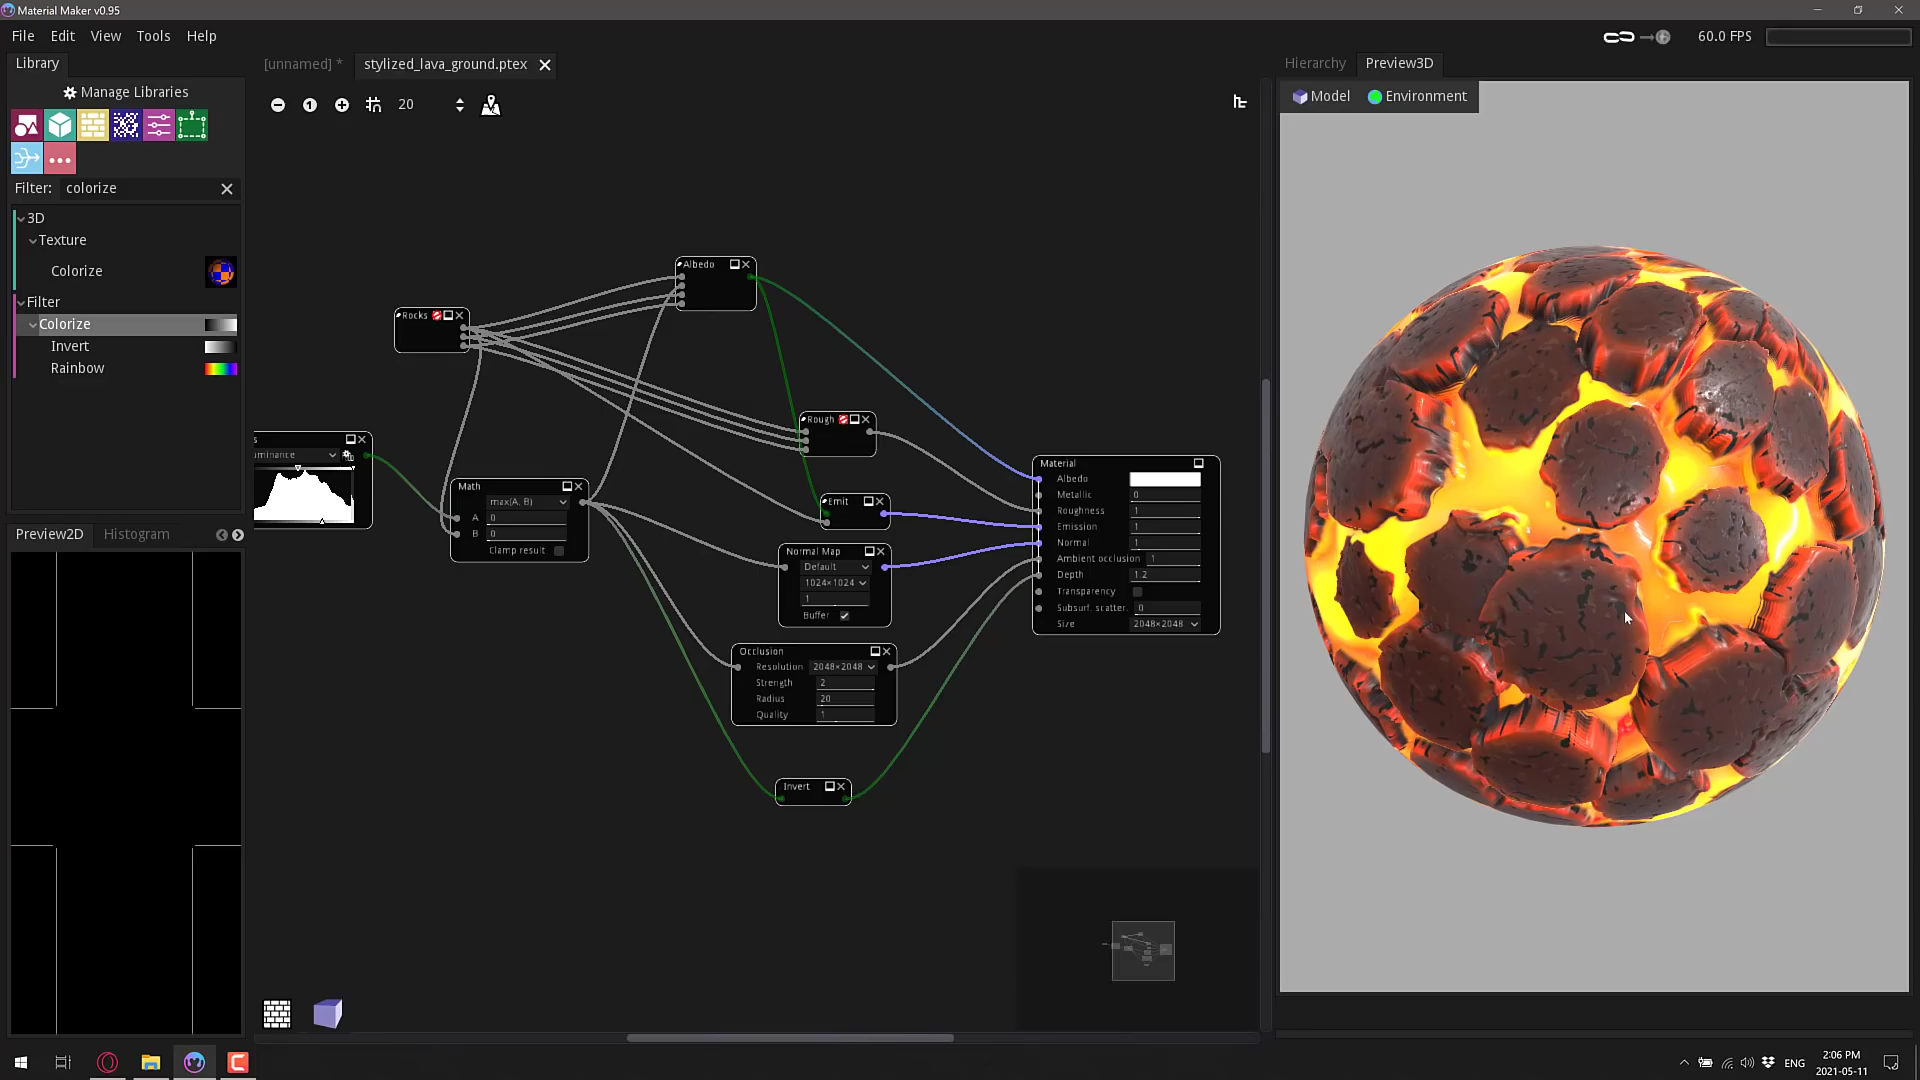 Material Maker v0.95
File Edit View Tools Help
60.0 FPS
Library
[unnamed] *
stylized_lava_ground.ptex
Hierarchy
Preview3D
Manage Libraries
20
Model
Environment
Filter: colorize
3D
Texture
Colorize
Filter
Colorize
Invert
Rainbow
Preview2D
Histogram
Albedo
Rocks
Rough
s
uminance
Math
max(A, B)
A 0
B 0
Clamp result
Emit
Normal Map
Default
1024×1024
1
Buffer
Occlusion
Resolution 2048×2048
Strength 2
Radius 20
Quality 1
Invert
Material
Albedo
Metallic 0
Roughness 1
Emission 1
Normal 1
Ambient occlusion 1
Depth 1.2
Transparency
Subsurf. scatter. 0
Size 2048×2048
ENG
2:06 PM
2021-05-11